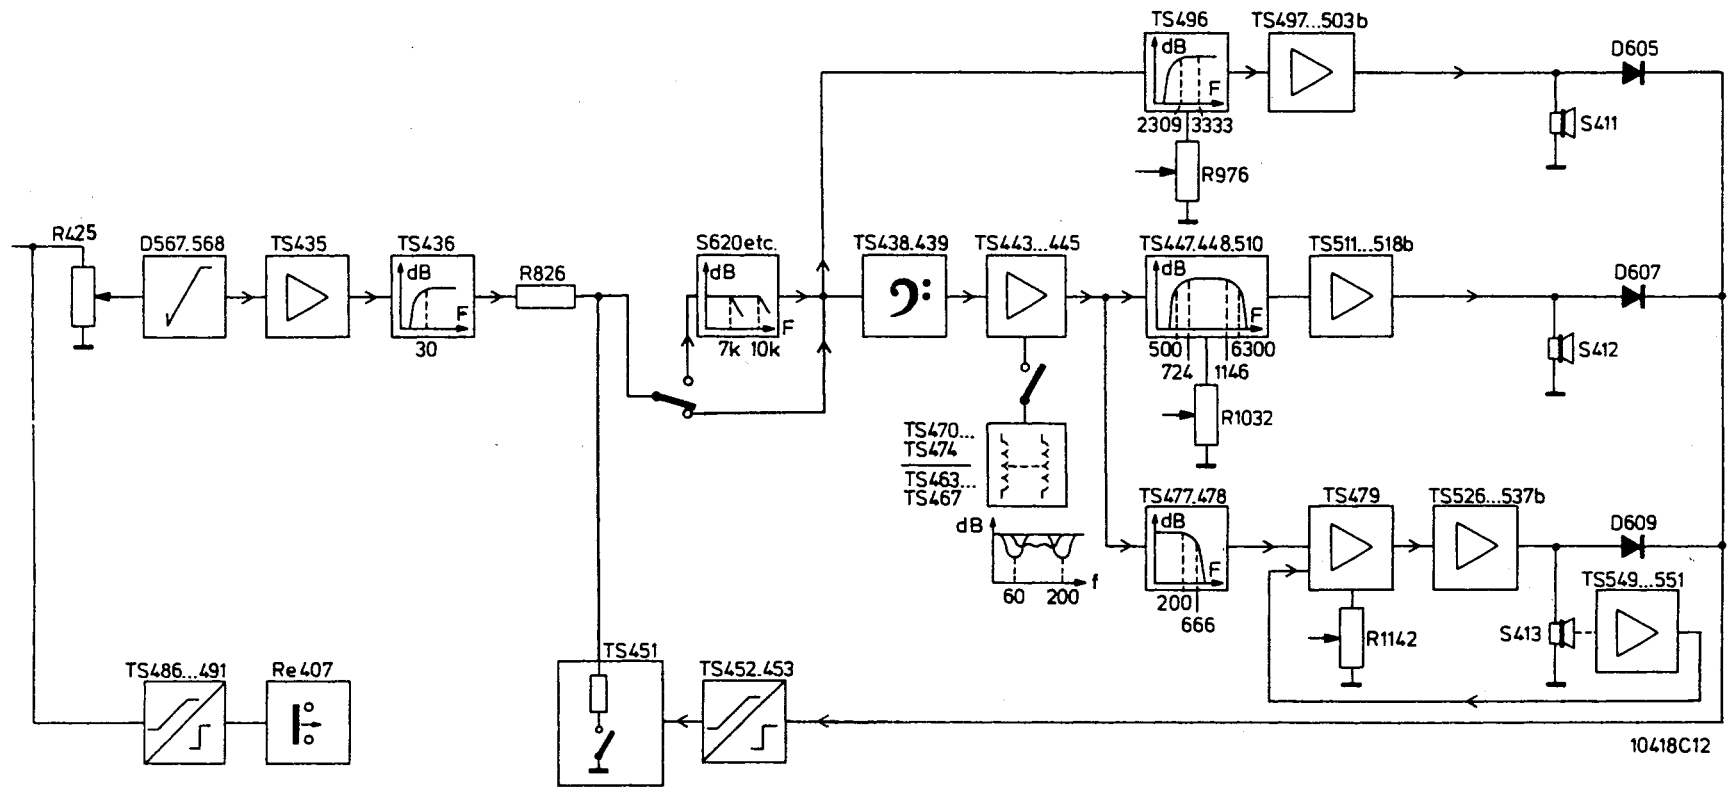 TS496
TS497...503b
dB
F
2309
3333
R976
D605
S411
R425
D567.568
TS435
TS436
dB
F
30
R826
S620etc.
dB
F
7k
10k
TS438.439
TS443...445
TS447.448.510
dB
F
500
6300
724
1146
R1032
TS511...518b
D607
S412
TS470...
TS474
TS463...
TS467
dB
60
200
f
TS477.478
dB
F
200
666
TS479
R1142
TS526...537b
D609
S413
TS549...551
TS486...491
Re407
TS451
TS452.453
10418C12